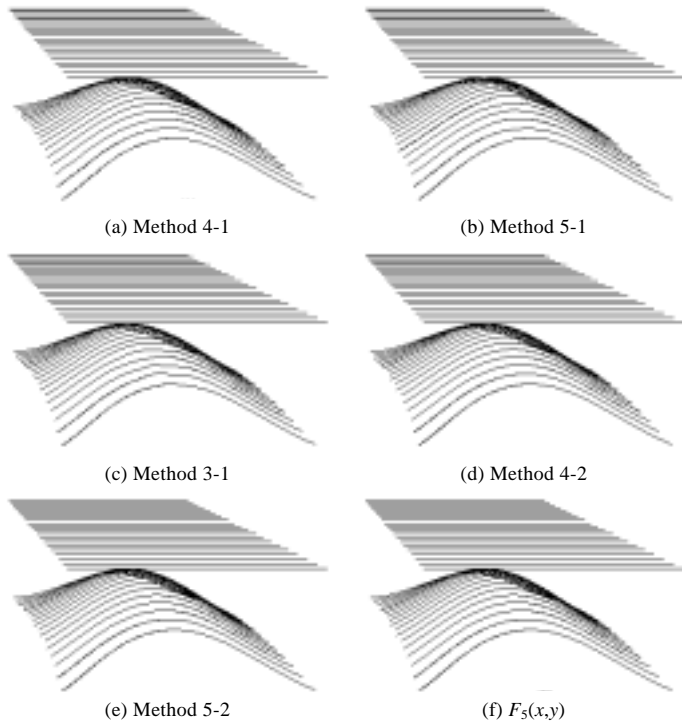 (a) Method 4-1
(b) Method 5-1
(c) Method 3-1
(d) Method 4-2
(e) Method 5-2
(f) F₅(x,y)